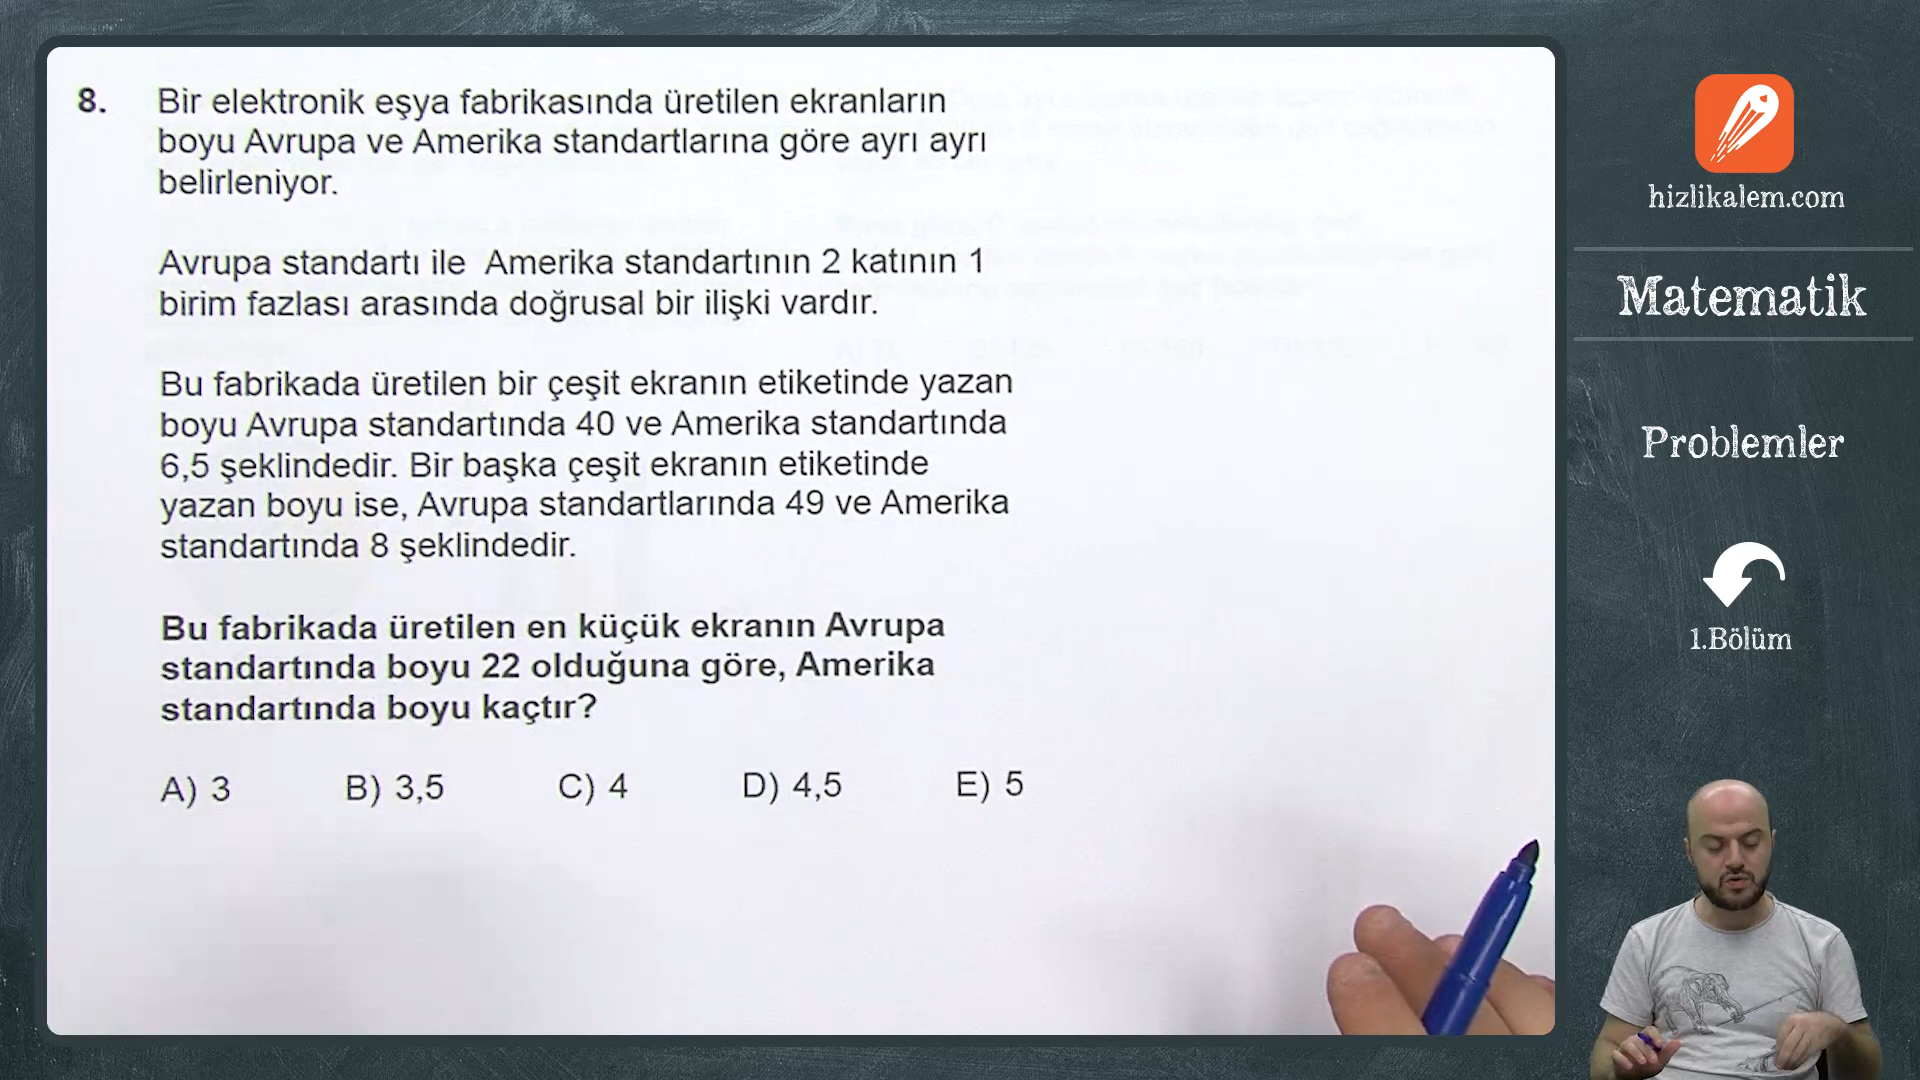 8. Bir elektronik eşya fabrikasında üretilen ekranların
boyu Avrupa ve Amerika standartlarına göre ayrı ayrı
belirleniyor.
Avrupa standartı ile Amerika standartının 2 katının 1
birim fazlası arasında doğrusal bir ilişki vardır.
Bu fabrikada üretilen bir çeşit ekranın etiketinde yazan
boyu Avrupa standartında 40 ve Amerika standartında
6,5 şeklindedir. Bir başka çeşit ekranın etiketinde
yazan boyu ise, Avrupa standartlarında 49 ve Amerika
standartında 8 şeklindedir.
Bu fabrikada üretilen en küçük ekranın Avrupa
standartında boyu 22 olduğuna göre, Amerika
standartında boyu kaçtır?
A) 3 B) 3,5 C) 4 D) 4,5 E) 5
hizlikalem.com
Matematik
Problemler
1.Bölüm